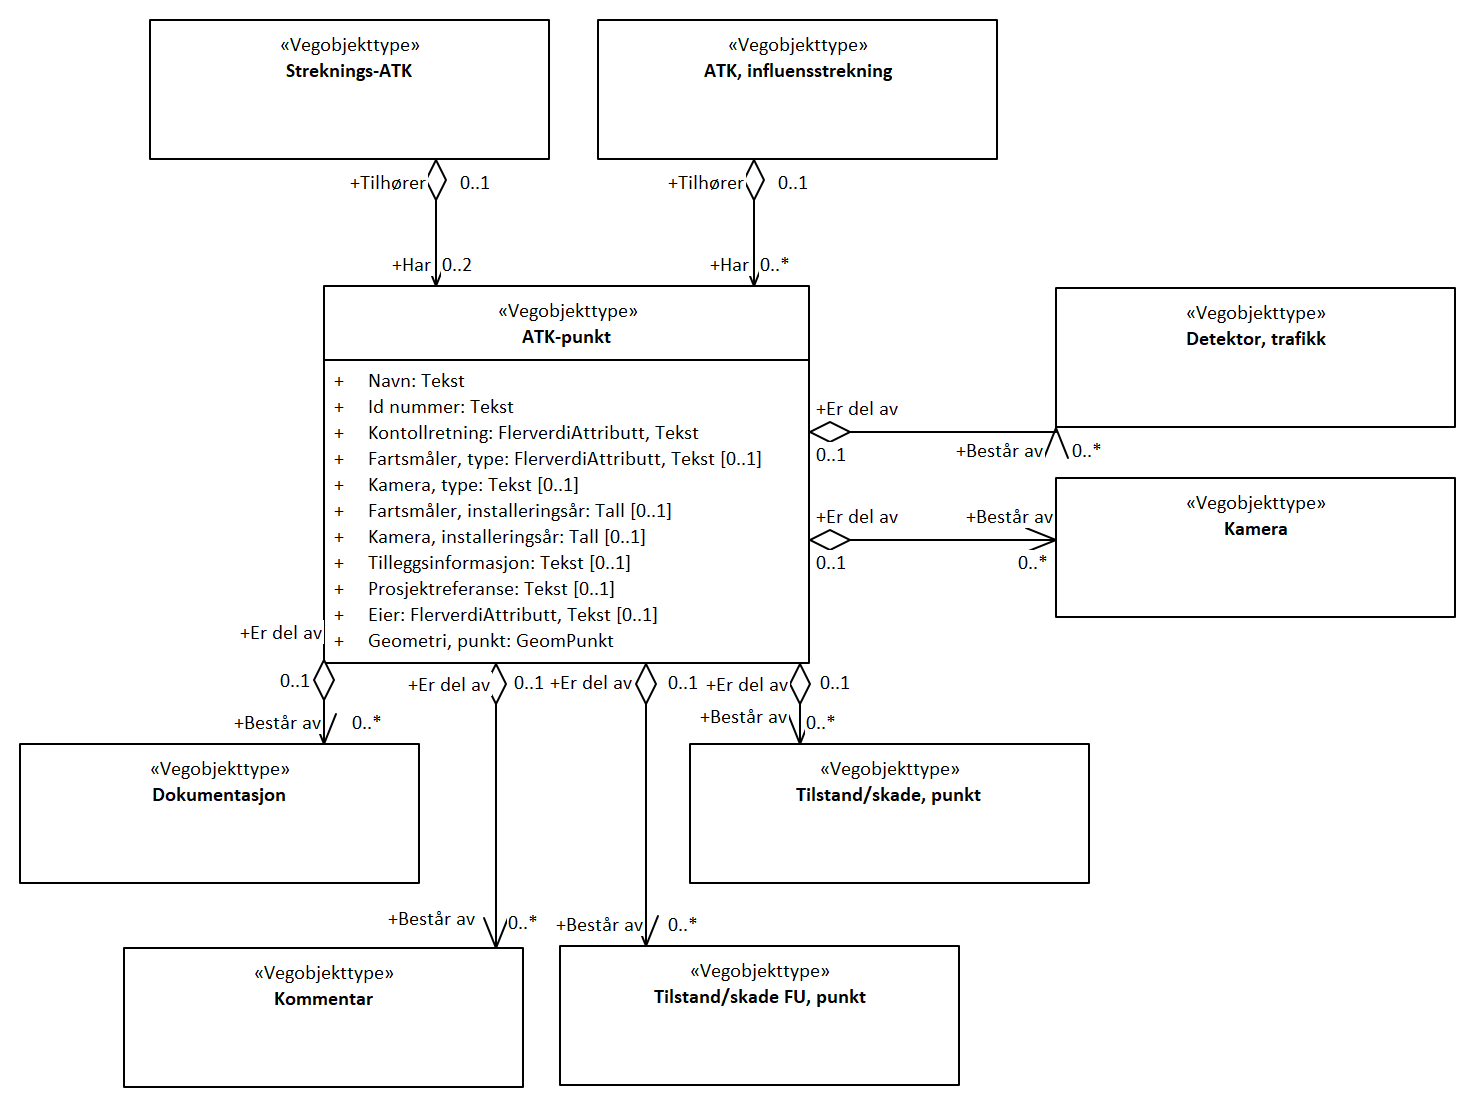 «Vegobjekttype»
Streknings-ATK
«Vegobjekttype»
ATK, influensstrekning
+Tilhører
0..1
+Tilhører
0..1
+Har
0..2
+Har
0..*
«Vegobjekttype»
ATK-punkt
+ Navn: Tekst
+ Id nummer: Tekst
+ Kontollretning: FlerverdiAttributt, Tekst
+ Fartsmåler, type: FlerverdiAttributt, Tekst [0..1]
+ Kamera, type: Tekst [0..1]
+ Fartsmåler, installeringsår: Tall [0..1]
+ Kamera, installeringsår: Tall [0..1]
+ Tilleggsinformasjon: Tekst [0..1]
+ Prosjektreferanse: Tekst [0..1]
+ Eier: FlerverdiAttributt, Tekst [0..1]
+ Geometri, punkt: GeomPunkt
«Vegobjekttype»
Detektor, trafikk
+Er del av
0..1
+Består av
0..*
«Vegobjekttype»
Kamera
+Er del av
0..1
+Består av
0..*
+Er del av
0..1
+Består av
0..*
+Er del av
0..1
+Er del av
0..1
+Er del av
0..1
+Består av
0..*
«Vegobjekttype»
Dokumentasjon
«Vegobjekttype»
Tilstand/skade, punkt
+Består av
0..*
+Består av
0..*
«Vegobjekttype»
Kommentar
«Vegobjekttype»
Tilstand/skade FU, punkt